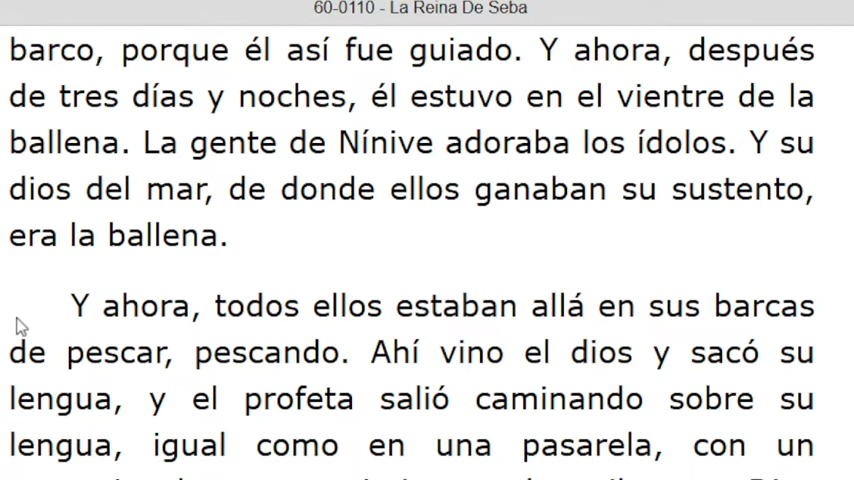 60-0110 - La Reina De Seba
barco, porque él así fue guiado. Y ahora, después
de tres días y noches, él estuvo en el vientre de la
ballena. La gente de Nínive adoraba los ídolos. Y su
dios del mar, de donde ellos ganaban su sustento,
era la ballena.
Y ahora, todos ellos estaban allá en sus barcas
de pescar, pescando. Ahí vino el dios y sacó su
lengua, y el profeta salió caminando sobre su
lengua, igual como en una pasarela, con un